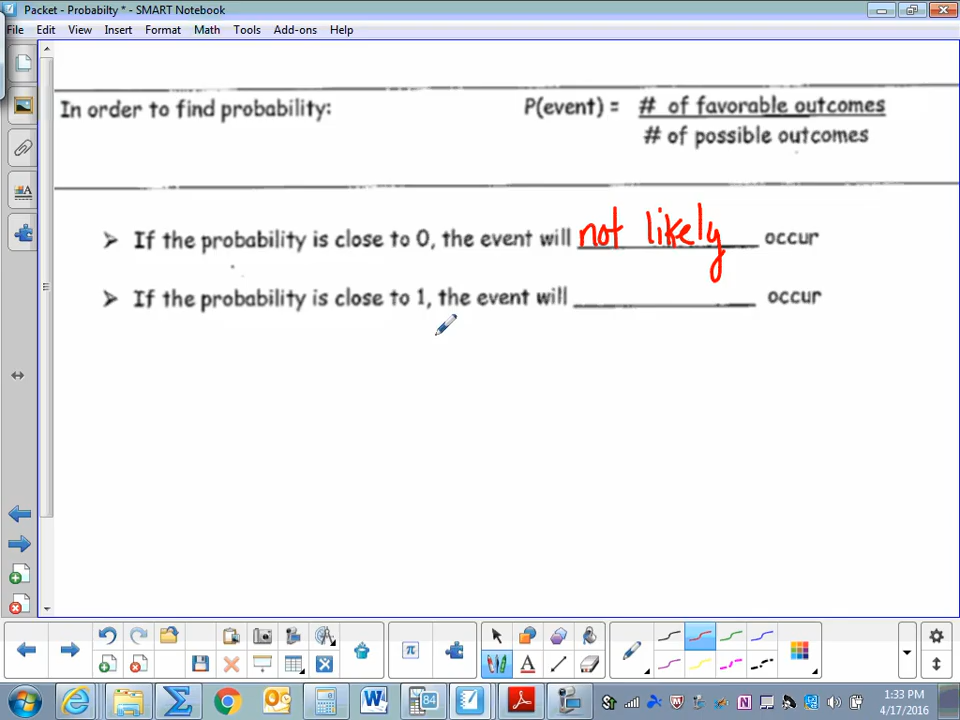 Packet - Probabilty * - SMART Notebook
File Edit View Insert Format Math Tools Add-ons Help
In order to find probability: P(event) = # of favorable outcomes
# of possible outcomes
➢ If the probability is close to 0, the event will not likely occur
➢ If the probability is close to 1, the event will __________ occur
π
A
84
1:33 PM
4/17/2016